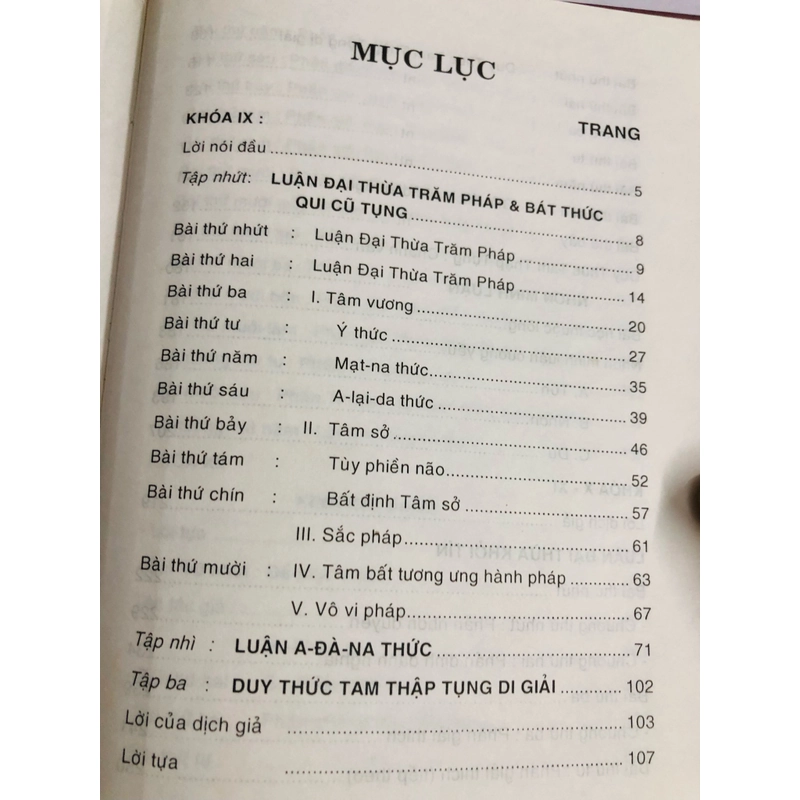 MỤC LỤC
KHÓA IX : TRANG
Lời nói đầu 5
Tập nhứt: LUẬN ĐẠI THỪA TRĂM PHÁP & BÁT THỨC
QUI CŨ TỤNG 8
Bài thứ nhứt : Luận Đại Thừa Trăm Pháp 9
Bài thứ hai : Luận Đại Thừa Trăm Pháp 14
Bài thứ ba : I. Tâm vương 20
Bài thứ tư : Ý thức 27
Bài thứ năm : Mạt-na thức 35
Bài thứ sáu : A-lại-da thức 39
Bài thứ bảy : II. Tâm sở 46
Bài thứ tám : Tùy phiền não 52
Bài thứ chín : Bất định Tâm sở 57
III. Sắc pháp 61
Bài thứ mười : IV. Tâm bất tương ưng hành pháp 63
V. Vô vi pháp 67
Tập nhì : LUẬN A-ĐÀ-NA THỨC 71
Tập ba : DUY THỨC TAM THẬP TỤNG DI GIẢI 102
Lời của dịch giả 103
Lời tựa 107